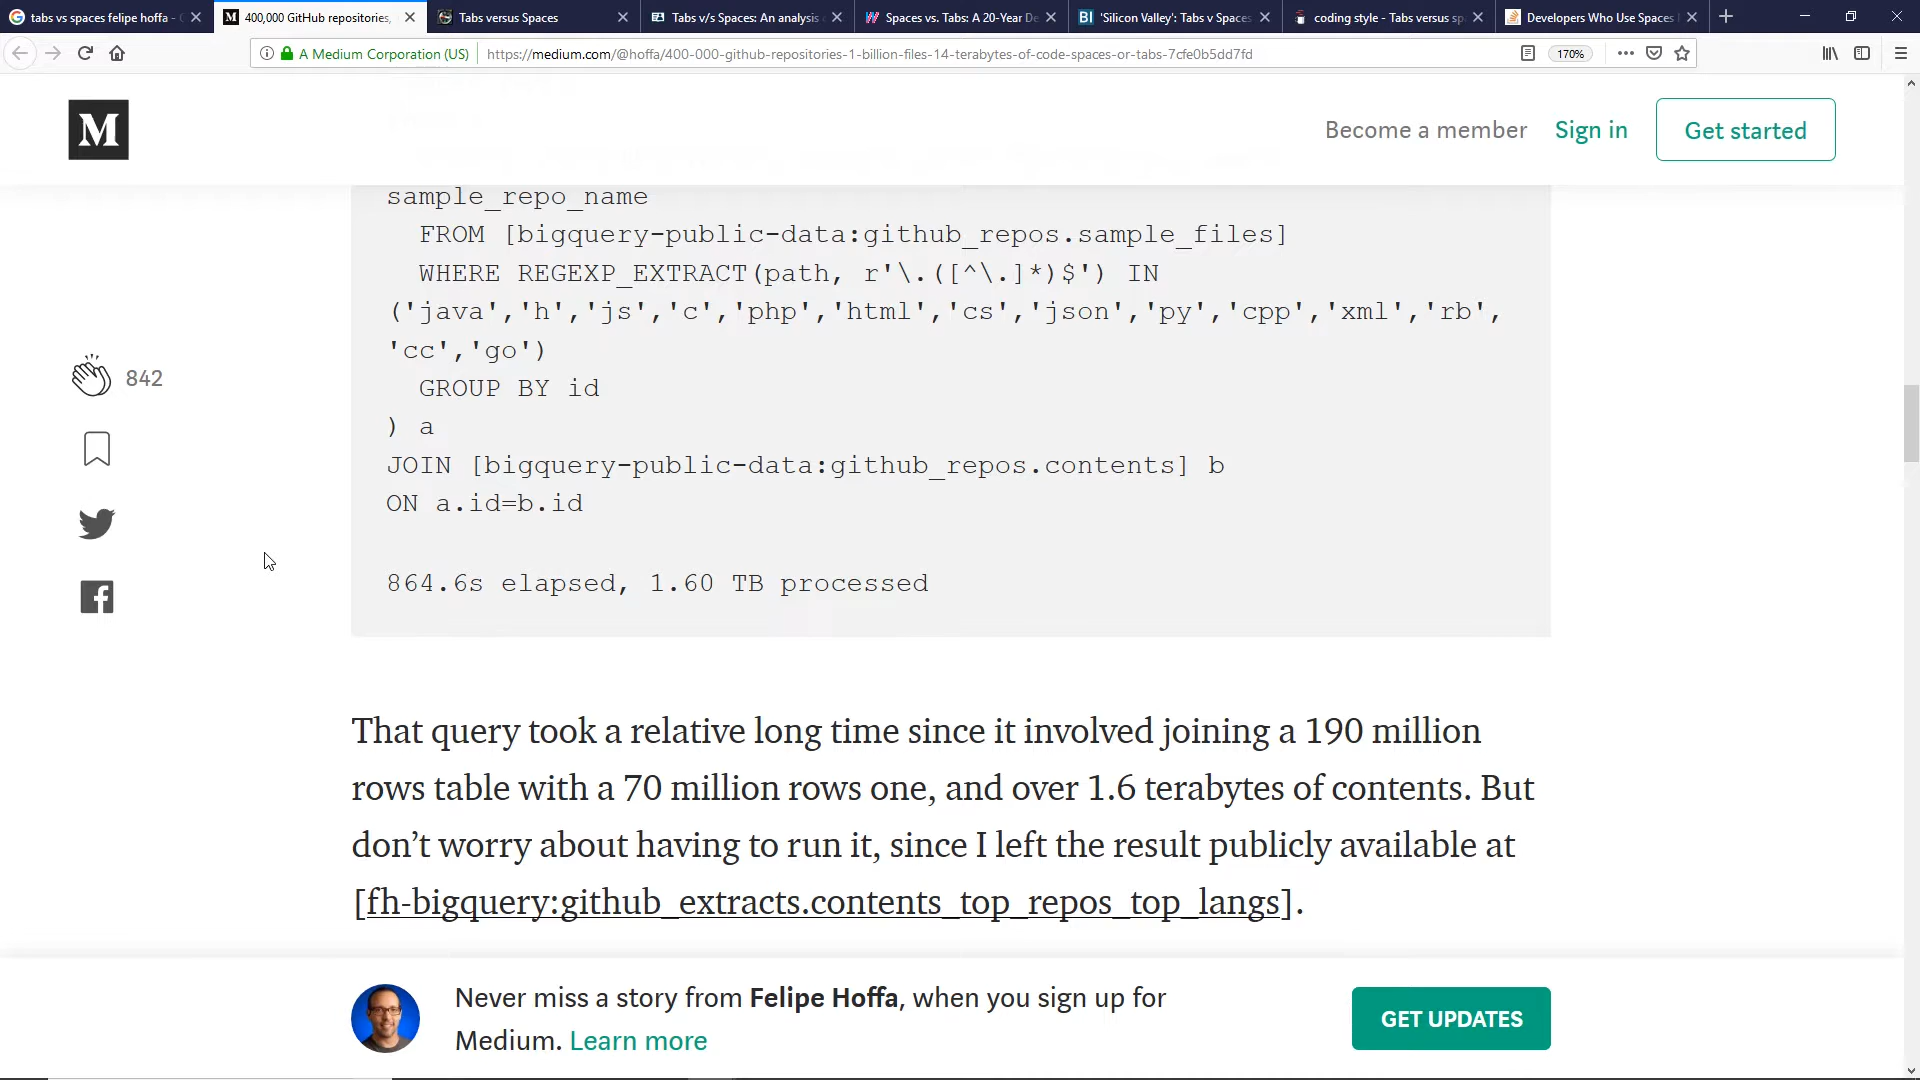 tabs vs spaces felipe hoffa -
400,000 GitHub repositories,
Tabs versus Spaces
Tabs v/s Spaces: An analysis
Spaces vs. Tabs: A 20-Year De
'Silicon Valley': Tabs v Spaces
coding style - Tabs versus sp
Developers Who Use Spaces
A Medium Corporation (US)
https://medium.com/@hoffa/400-000-github-repositories-1-billion-files-14-terabytes-of-code-spaces-or-tabs-7cfe0b5dd7fd
170%
M
Become a member
Sign in
Get started
sample_repo_name
FROM [bigquery-public-data:github_repos.sample_files]
WHERE REGEXP_EXTRACT(path, r'\.([^\.]*)$') IN
('java','h','js','c','php','html','cs','json','py','cpp','xml','rb',
'cc','go')
GROUP BY id
) a
JOIN [bigquery-public-data:github_repos.contents] b
ON a.id=b.id
864.6s elapsed, 1.60 TB processed
842
That query took a relative long time since it involved joining a 190 million
rows table with a 70 million rows one, and over 1.6 terabytes of contents. But
don’t worry about having to run it, since I left the result publicly available at
[fh-bigquery:github_extracts.contents_top_repos_top_langs].
Never miss a story from Felipe Hoffa, when you sign up for
Medium. Learn more
GET UPDATES